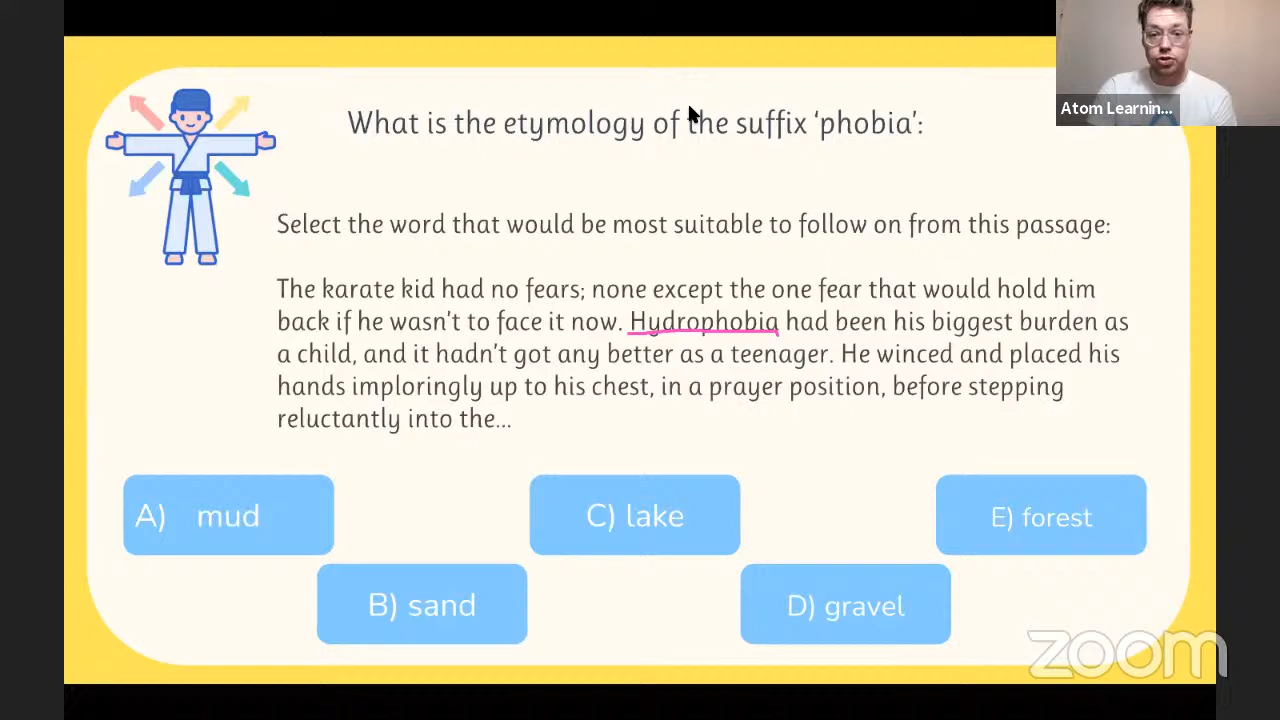 What is the etymology of the suffix ‘phobia’:
Atom Learnin...
Select the word that would be most suitable to follow on from this passage:
The karate kid had no fears; none except the one fear that would hold him
back if he wasn't to face it now. Hydrophobia had been his biggest burden as
a child, and it hadn't got any better as a teenager. He winced and placed his
hands imploringly up to his chest, in a prayer position, before stepping
reluctantly into the...
A) mud
C) lake
E) forest
B) sand
D) gravel
zoom